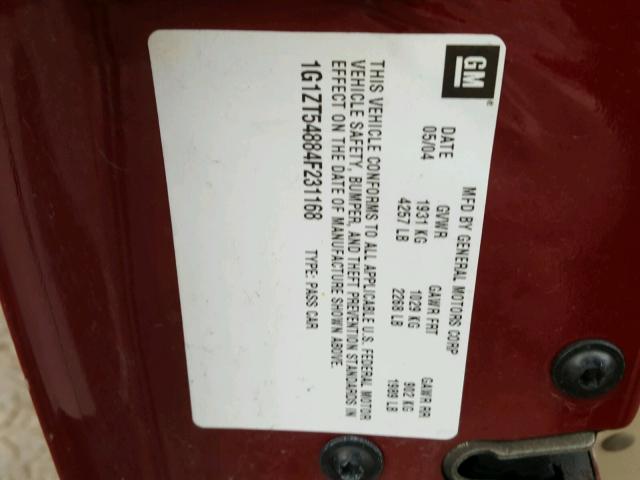 GM
MFD BY GENERAL MOTORS CORP
DATE GVWR GAWR FRT GAWR RR
05/04 1931 KG 1029 KG 902 KG
4257 LB 2268 LB 1989 LB
THIS VEHICLE CONFORMS TO ALL APPLICABLE U.S. FEDERAL MOTOR
VEHICLE SAFETY, BUMPER, AND THEFT PREVENTION STANDARDS IN
EFFECT ON THE DATE OF MANUFACTURE SHOWN ABOVE.
1G1ZT54884F231168 TYPE: PASS CAR